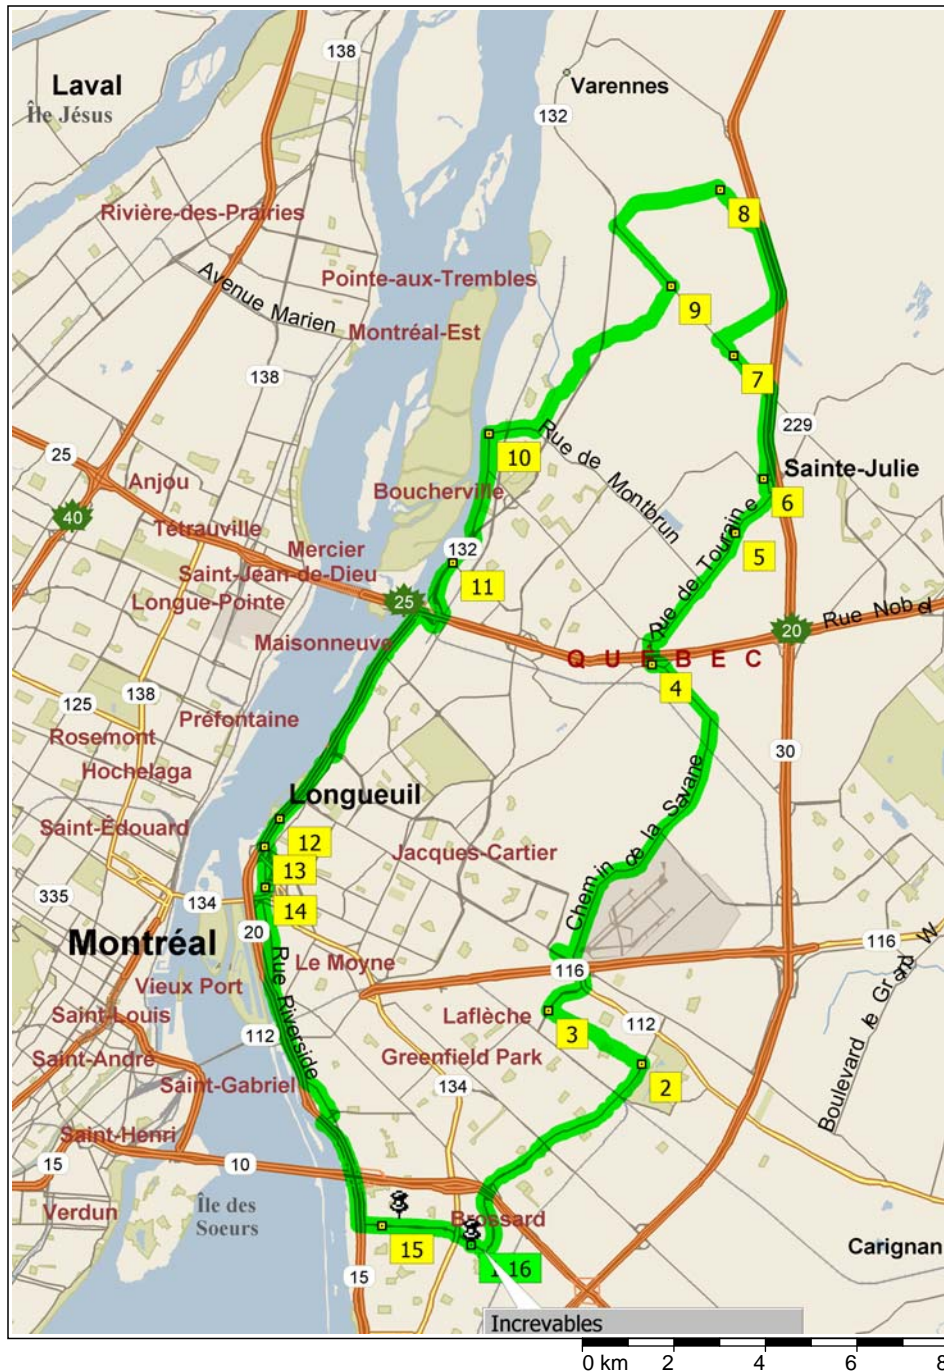 138
Laval
Varennes
Île Jésus
132
8
Rivière-des-Prairies
Pointe-aux-Trembles
Avenue Marien
9
Montréal-Est
138
7
229
Rue de Montbrun
10
25
Sainte-Julie
Anjou
Boucherville
6
40
Tétrauville
Rue de Touraine
5
Mercier
132
Saint-Jean-de-Dieu
11
Longue-Pointe
25
Rue Nobel
20
Maisonneuve
QUEBEC
4
138
125
Préfontaine
Rosemont
30
Hochelaga
Longueuil
Chemin de la Savane
Saint-Édouard
12
Jacques-Cartier
13
335
134
14
20
Montréal
116
116
Le Moyne
Rue Riverside
Vieux Port
Boulevard le Grand W
Saint-Louis
Laflèche
3
112
112
Saint-André
Greenfield Park
2
Saint-Gabriel
134
Saint-Henri
15
10
Verdun
Île des
Soeurs
Brossard
15
Carignan
1 16
15
Increvables
0 km 2 4 6 8